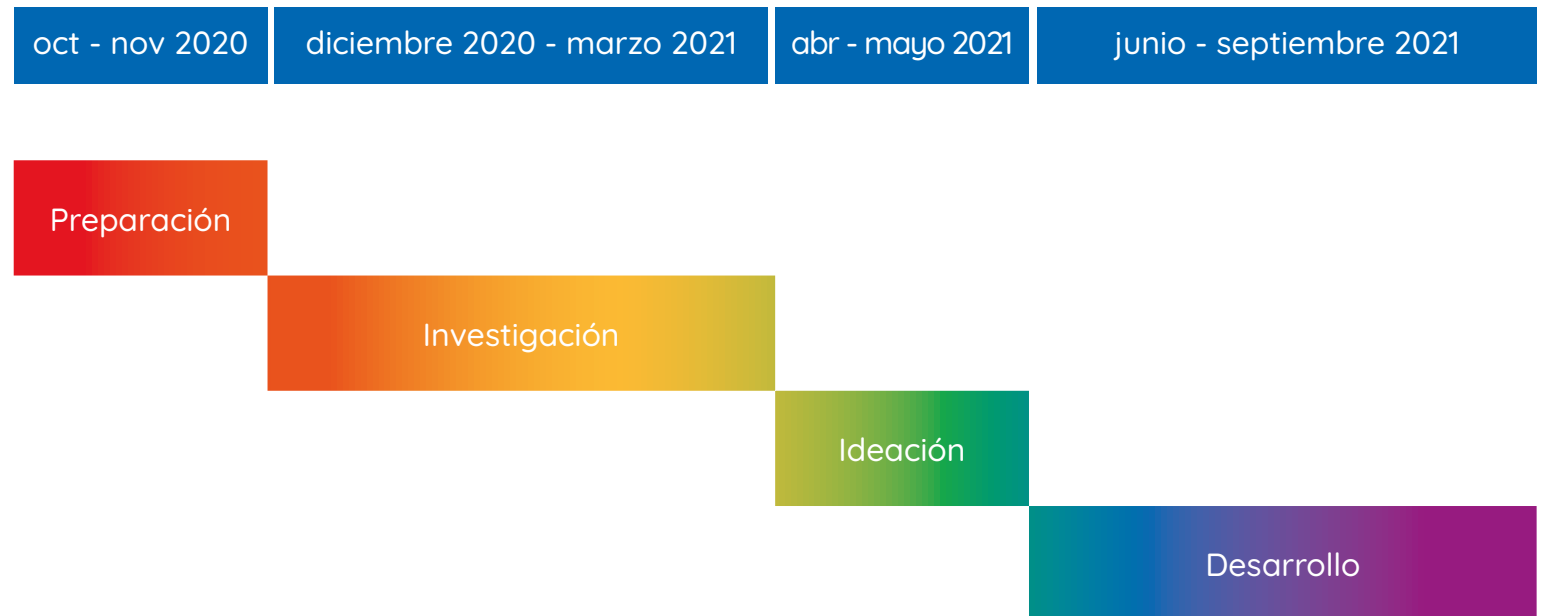 oct - nov 2020
diciembre 2020 - marzo 2021
abr - mayo 2021
junio - septiembre 2021
Preparación
Investigación
Ideación
Desarrollo